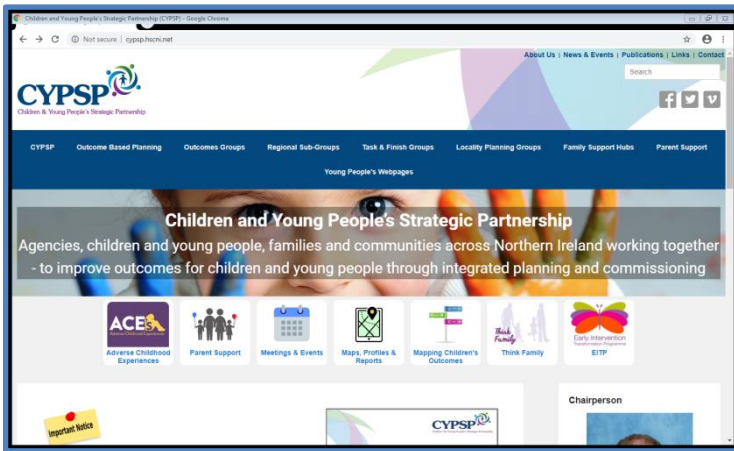 Children and Young People's Strategic Partnership (CYPSP) - Google Chrome
Not secure | cypsp.hscni.net
About Us | News & Events | Publications | Links | Contact
Search
CYPSP
Children & Young People's Strategic Partnership
CYPSP Outcome Based Planning Outcomes Groups Regional Sub-Groups Task & Finish Groups Locality Planning Groups Family Support Hubs Parent Support
Young People's Webpages
Children and Young People's Strategic Partnership
Agencies, children and young people, families and communities across Northern Ireland working together
- to improve outcomes for children and young people through integrated planning and commissioning
ACEs
Adverse Childhood Experiences
Think
Family
Early Intervention
Transformation Programme
Adverse Childhood Parent Support Meetings & Events Maps, Profiles & Mapping Children's Think Family EITP
Experiences Reports Outcomes
Chairperson
Important Notice
CYPSP